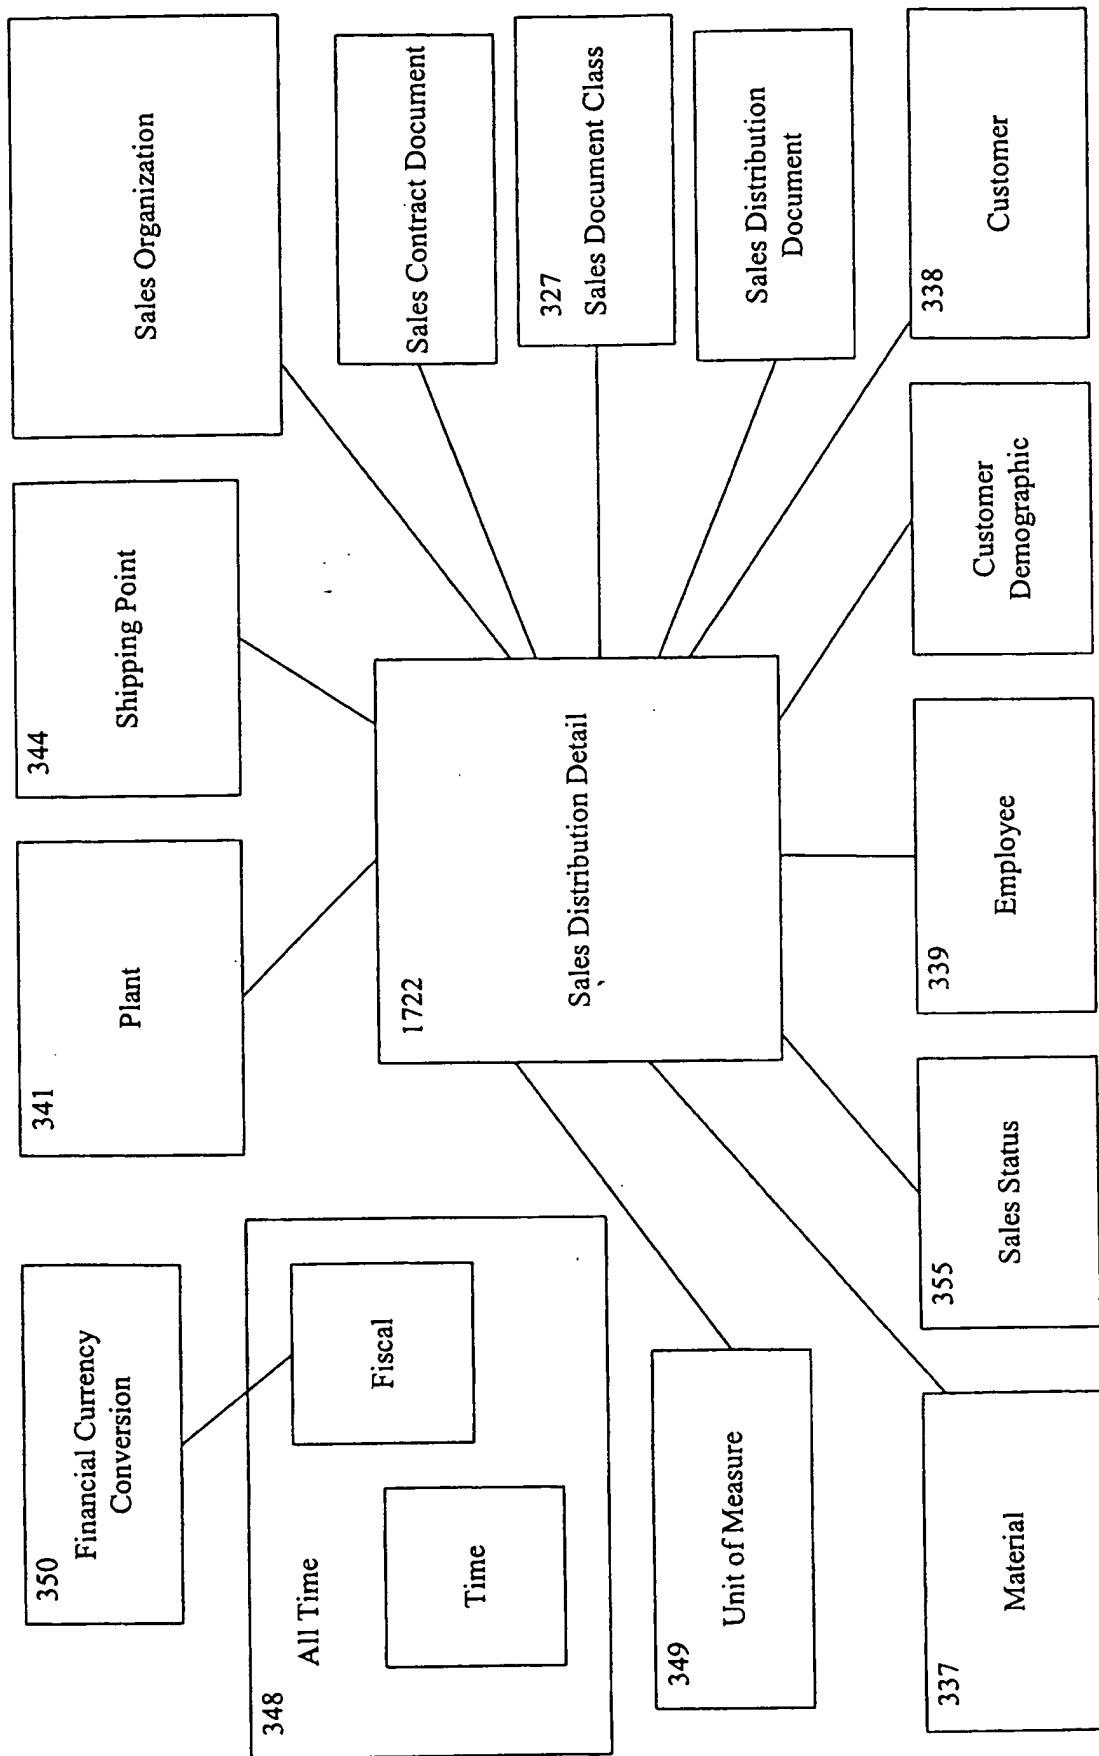 350
Financial Currency
Conversion
341
Plant
344
Shipping Point
Sales Organization
348
All Time
Fiscal
Time
1722
Sales Distribution Detail
Sales Contract Document
327
Sales Document Class
Sales Distribution
Document
349
Unit of Measure
337
Material
355
Sales Status
339
Employee
Customer
Demographic
338
Customer